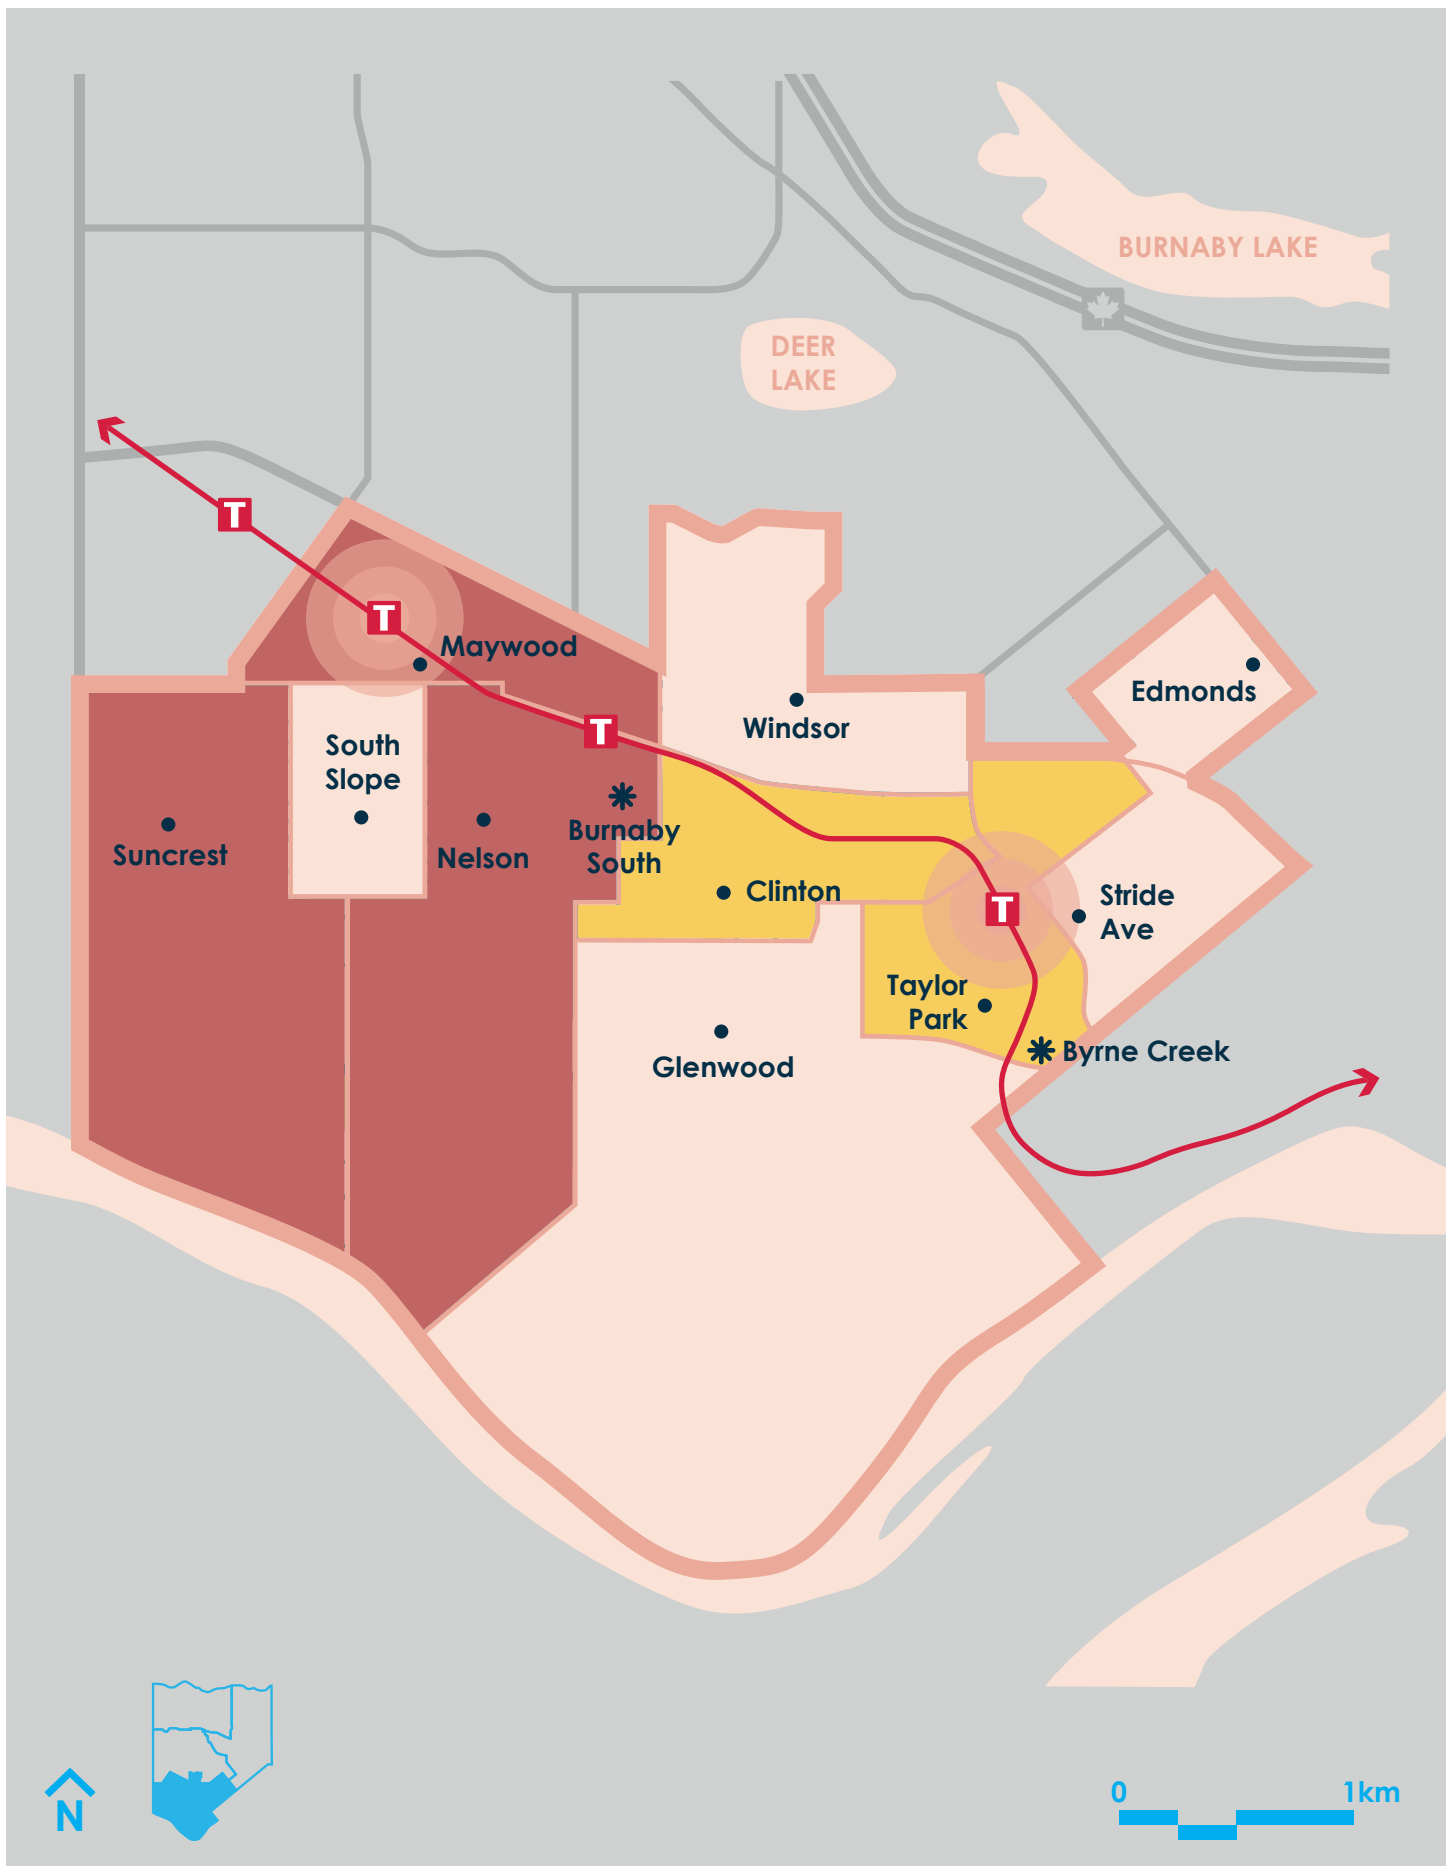 BURNABY LAKE
DEER
LAKE
T
T
Maywood
Edmonds
T
Windsor
South
Slope
Suncrest
Nelson
Burnaby
South
Clinton
Stride
Ave
T
Taylor
Park
Byrne Creek
Glenwood
N
0
1km